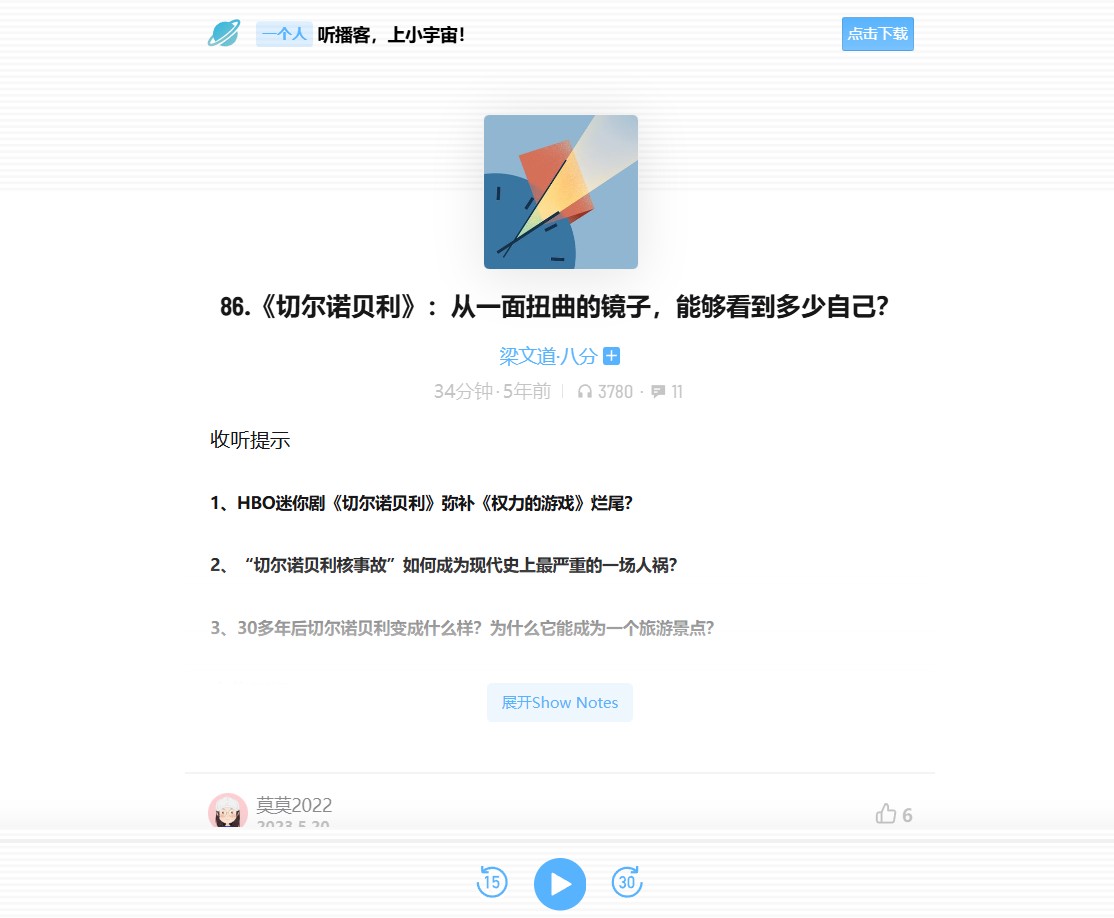 一个人 听播客，上小宇宙！
点击下载
86.《切尔诺贝利》：从一面扭曲的镜子，能够看到多少自己？
梁文道·八分
34分钟·5年前 3780 · 11
收听提示
1、HBO迷你剧《切尔诺贝利》弥补《权力的游戏》烂尾？
2、“切尔诺贝利核事故”如何成为现代史上最严重的一场人祸？
3、30多年后切尔诺贝利变成什么样？为什么它能成为一个旅游景点？
展开Show Notes
莫莫2022
2023.5.20
6
15
30